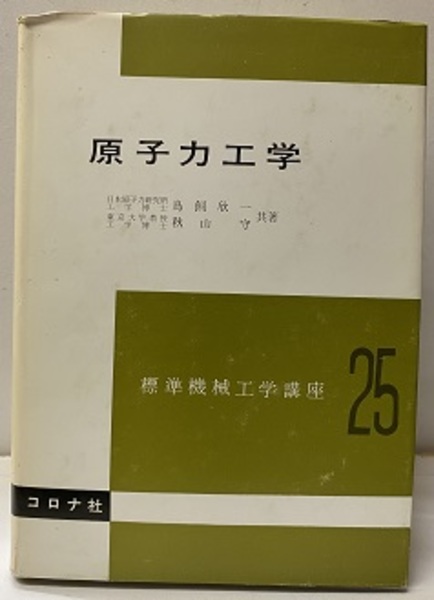 原子力工学
日本原子力研究所
工学博士 鳥飼欣一
東京大学教授
工学博士 秋山守 共著
標準機械工学講座 25
コロナ社